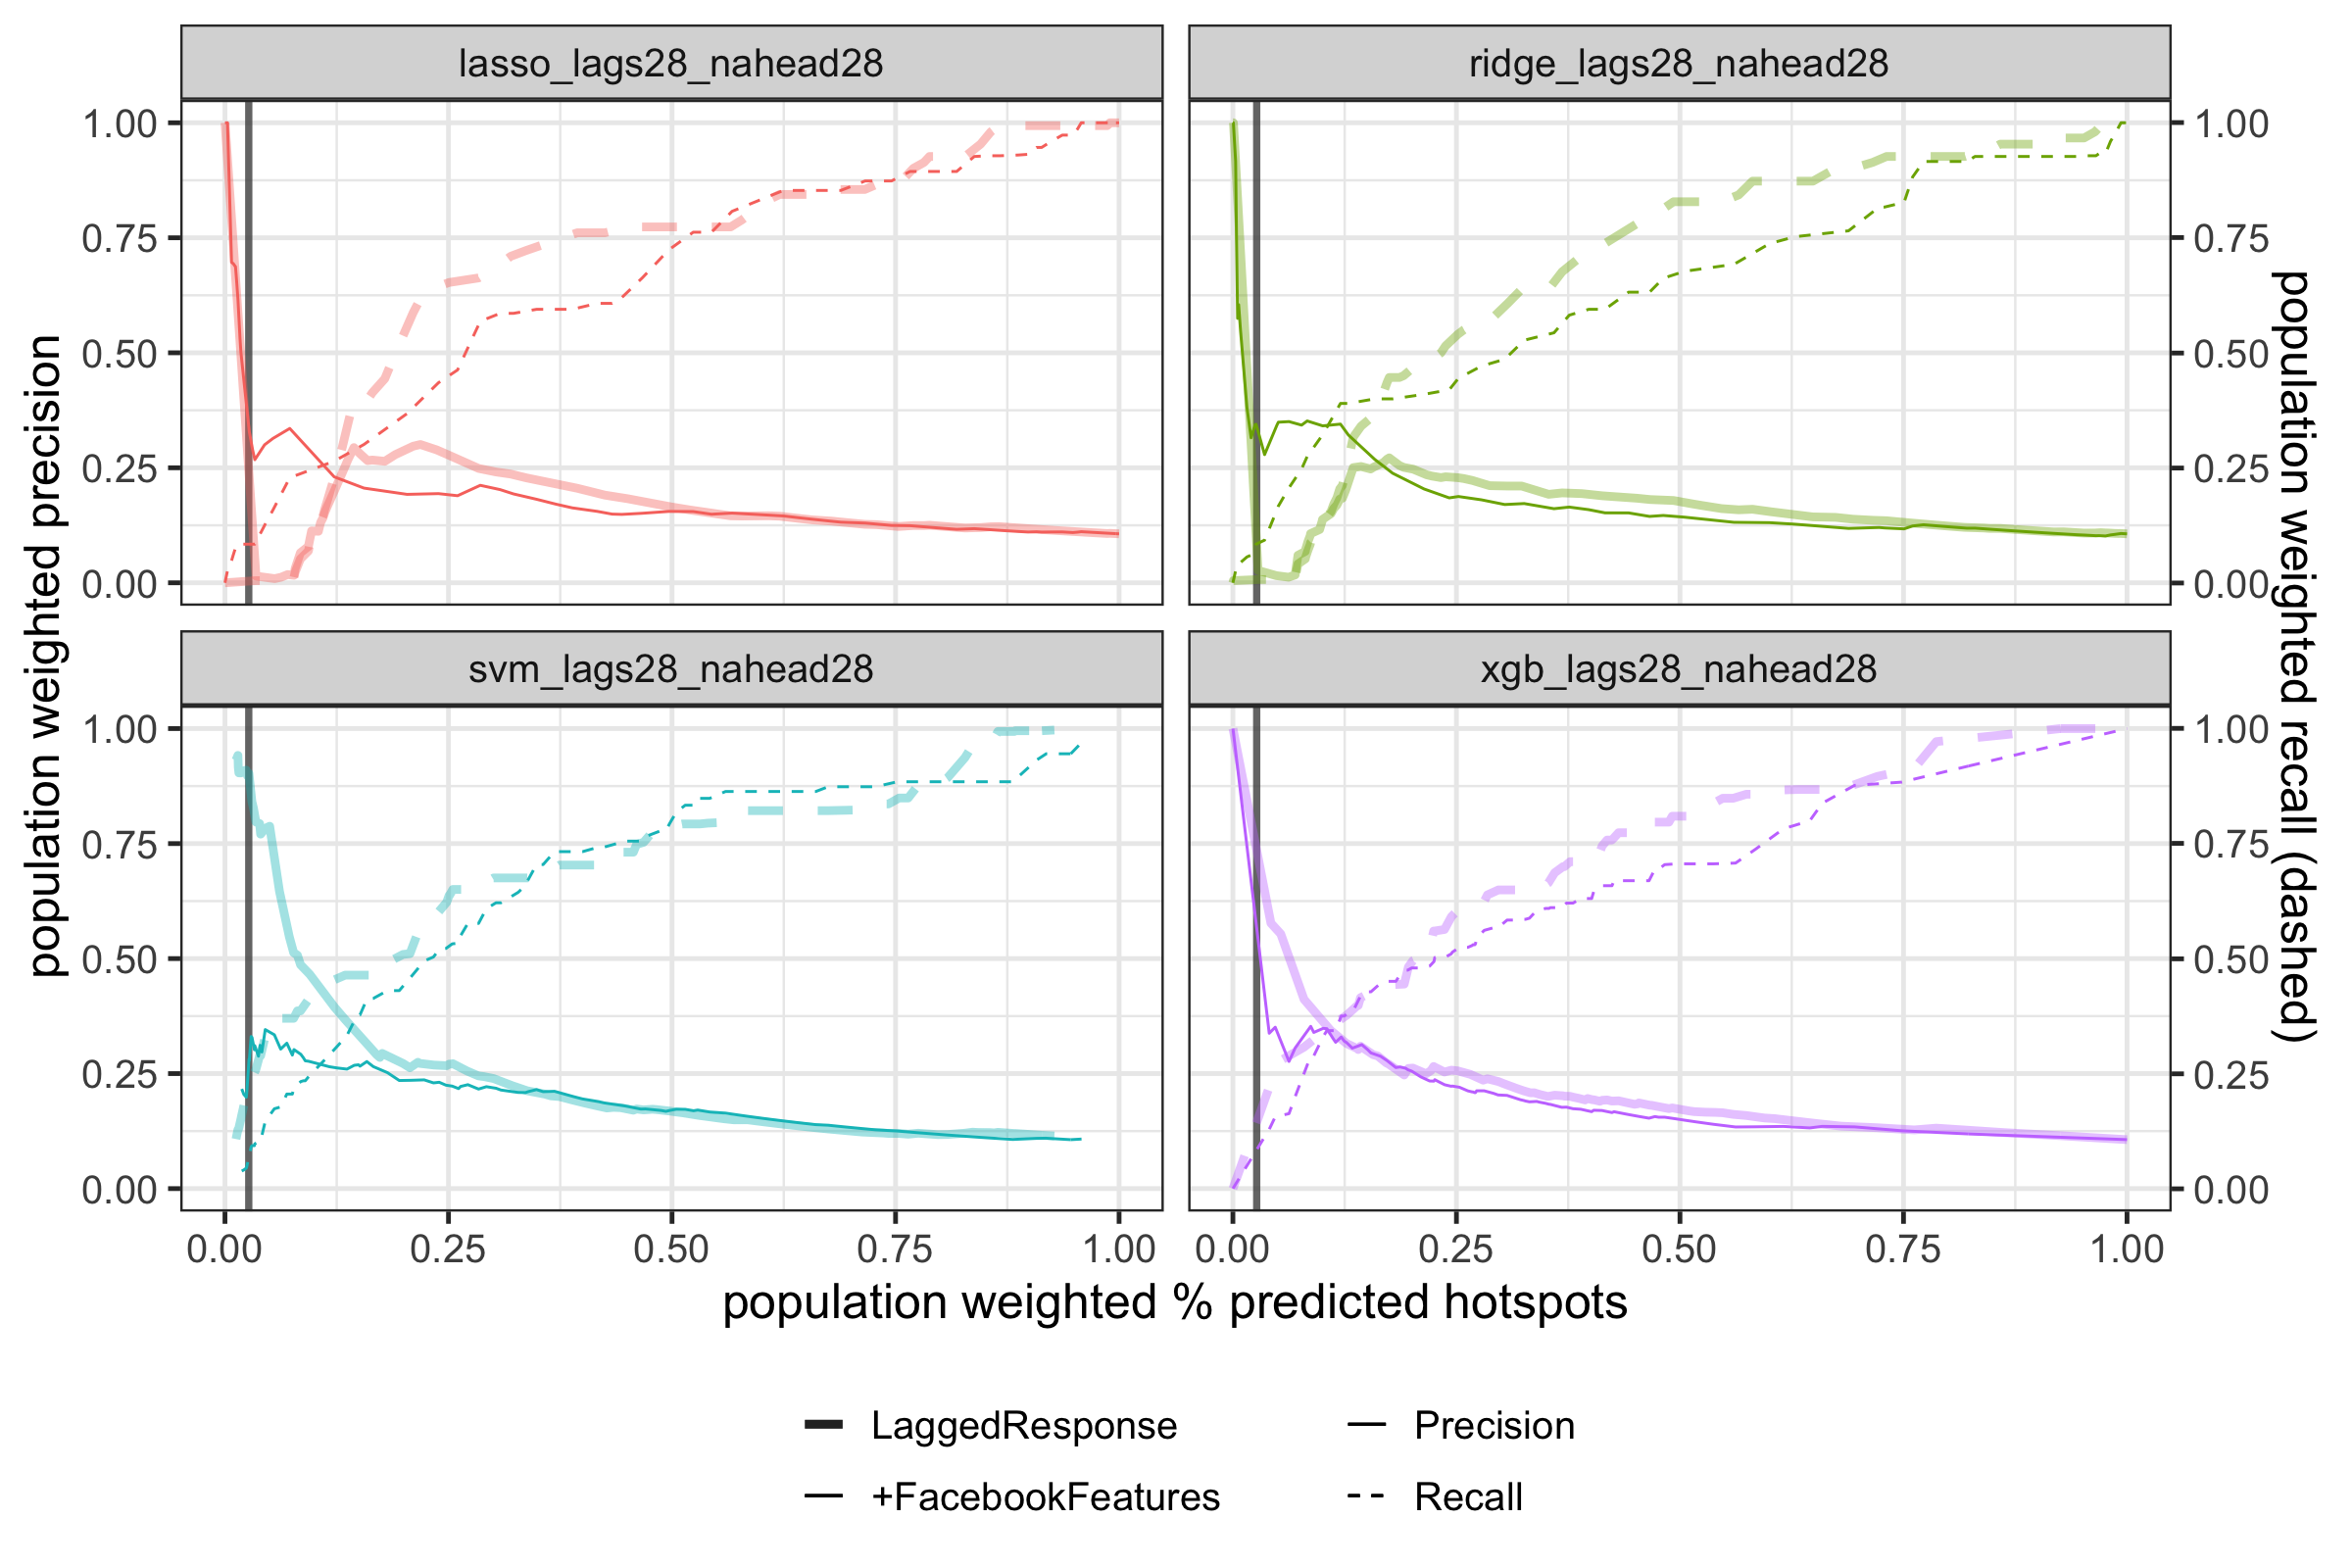 lasso_lags28_nahead28
ridge_lags28_nahead28
1.00
0.75
0.50
0.25
0.00
1.00
0.75
0.50
0.25
0.00
svm_lags28_nahead28
xgb_lags28_nahead28
1.00
0.75
0.50
0.25
0.00
1.00
0.75
0.50
0.25
0.00
0.00 0.25 0.50 0.75 1.00
0.00 0.25 0.50 0.75 1.00
population weighted precision
population weighted recall (dashed)
population weighted % predicted hotspots
LaggedResponse
+FacebookFeatures
Precision
Recall